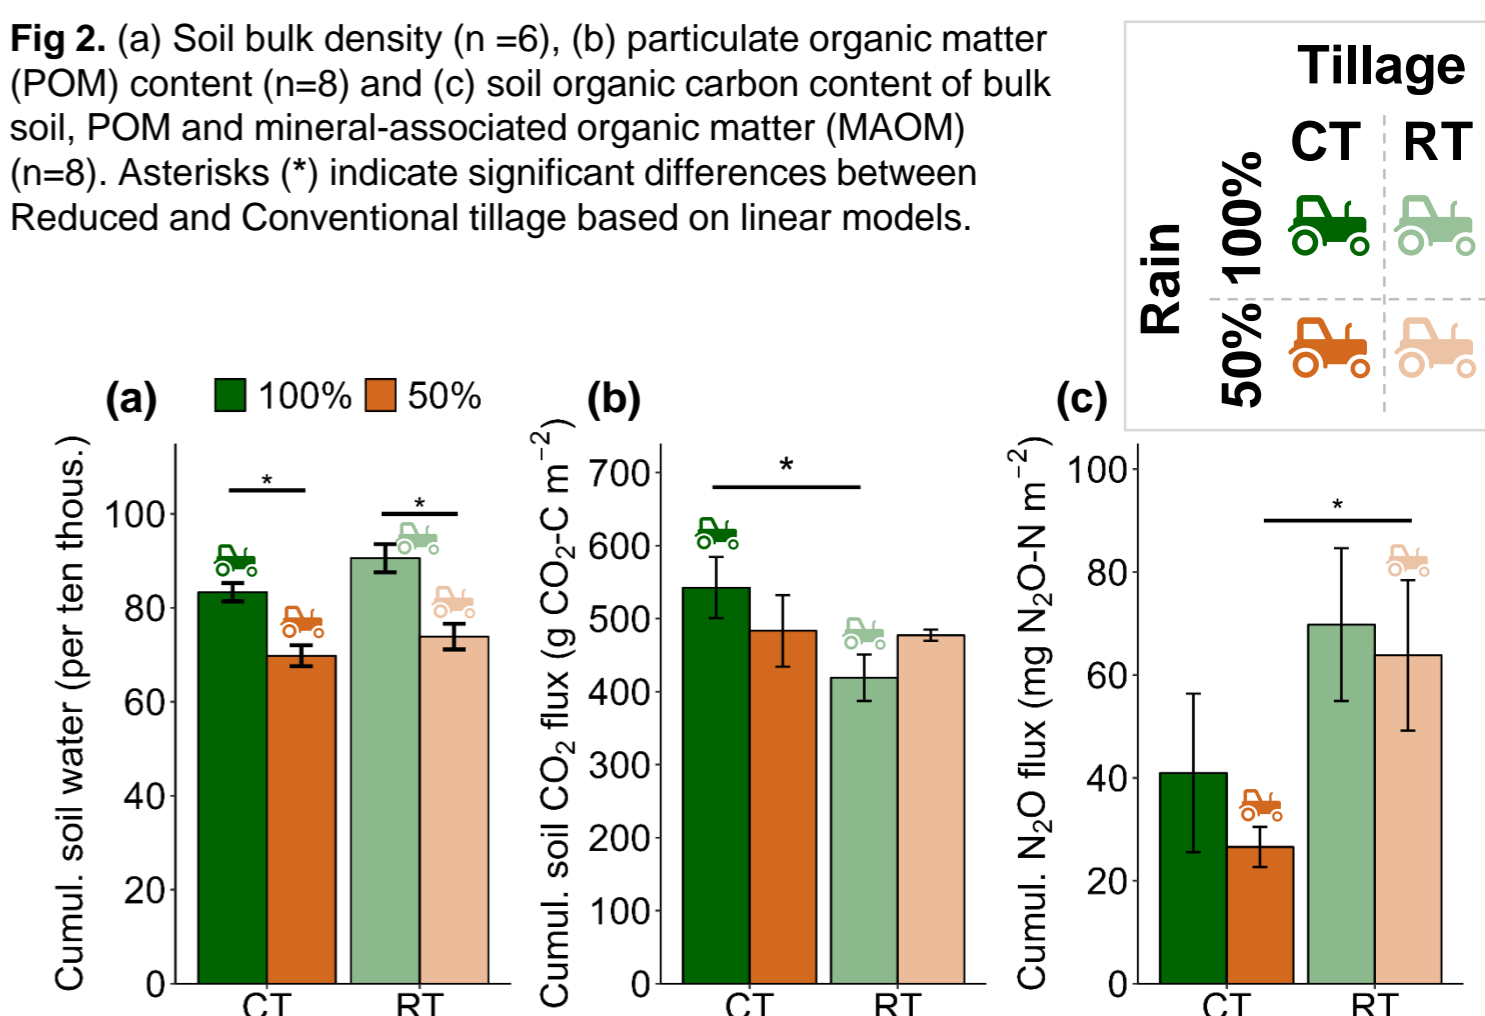 Fig 2. (a) Soil bulk density (n =6), (b) particulate organic matter
(POM) content (n=8) and (c) soil organic carbon content of bulk
soil, POM and mineral-associated organic matter (MAOM)
(n=8). Asterisks (*) indicate significant differences between
Reduced and Conventional tillage based on linear models.
Tillage
CT RT
Rain
100%
50%
(a)
100% 50%
Cumul. soil water (per ten thous.)
100
80
60
40
20
0
*
*
CT RT
(b)
Cumul. soil CO₂ flux (g CO₂-C m⁻²)
700
600
500
400
300
200
100
0
*
CT RT
(c)
Cumul. N₂O flux (mg N₂O-N m⁻²)
100
80
60
40
20
0
*
CT RT